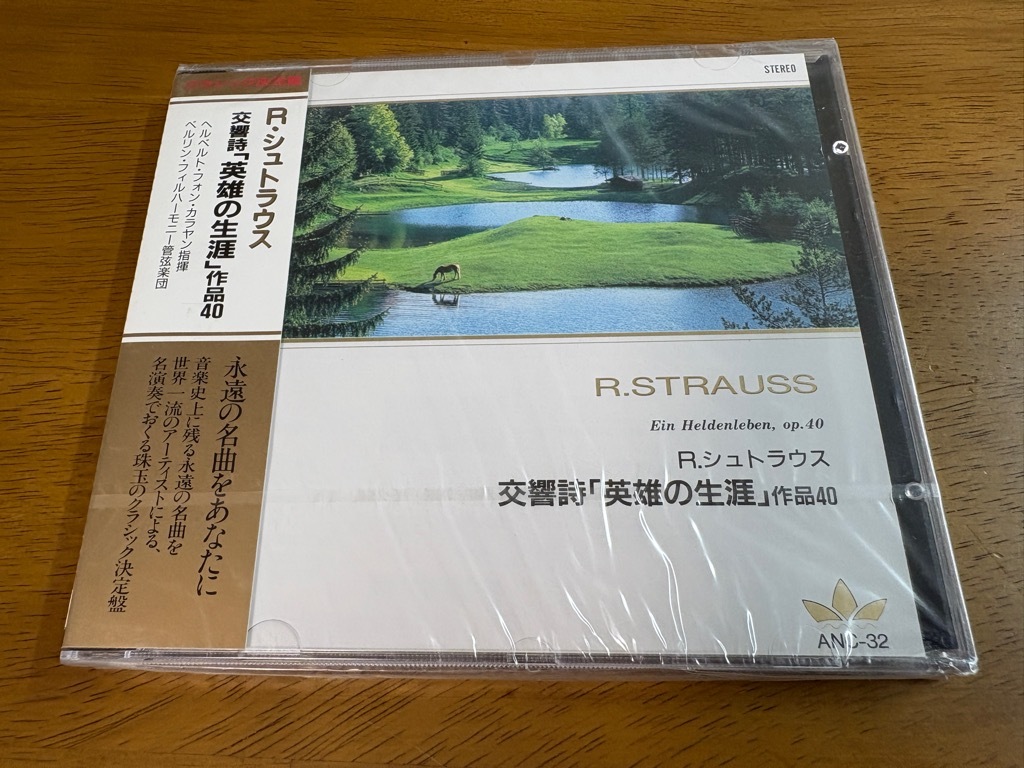 R・シュトラウス
交響詩「英雄の生涯」作品40
ヘルベルト・フォン・カラヤン指揮
ベルリン・フィルハーモニー管弦楽団
永遠の名曲をあなたに
音楽史上に残る永遠の名曲を
世界一流のアーティストによる、
名演奏でおくる珠玉のクラシック決定盤
STEREO
R.STRAUSS
Ein Heldenleben, op.40
R.シュトラウス
交響詩「英雄の生涯」作品40
ANC-32